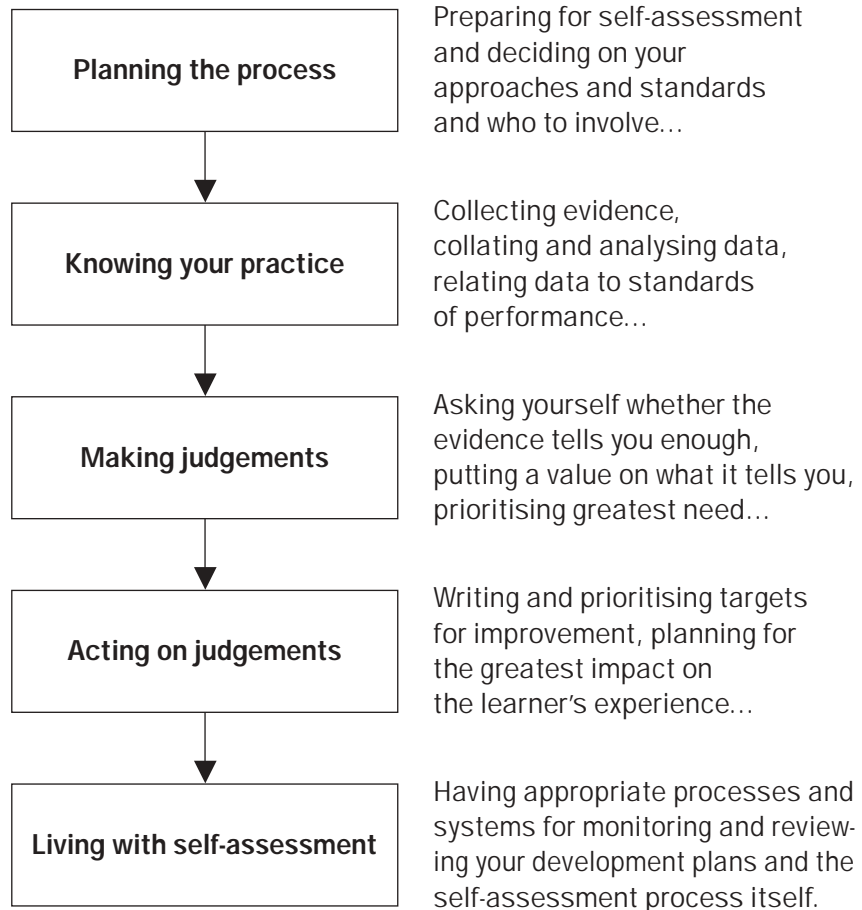 Planning the process
Preparing for self-assessment
and deciding on your
approaches and standards
and who to involve…
Knowing your practice
Collecting evidence,
collating and analysing data,
relating data to standards
of performance…
Making judgements
Asking yourself whether the
evidence tells you enough,
putting a value on what it tells you,
prioritising greatest need…
Acting on judgements
Writing and prioritising targets
for improvement, planning for
the greatest impact on
the learner’s experience…
Living with self-assessment
Having appropriate processes and
systems for monitoring and review-
ing your development plans and the
self-assessment process itself.